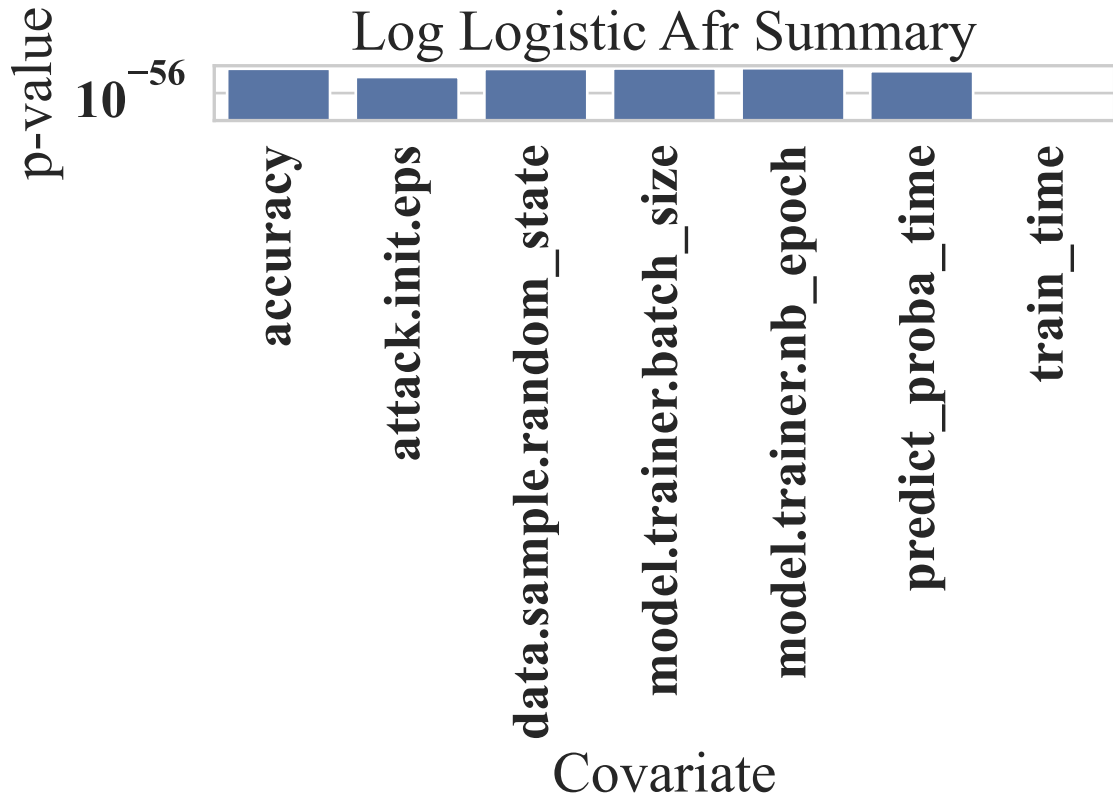 Log Logistic Afr Summary
p-value
10⁻⁵⁶
accuracy
attack.init.eps
data.sample.random_state
model.trainer.batch_size
model.trainer.nb_epoch
predict_proba_time
train_time
Covariate